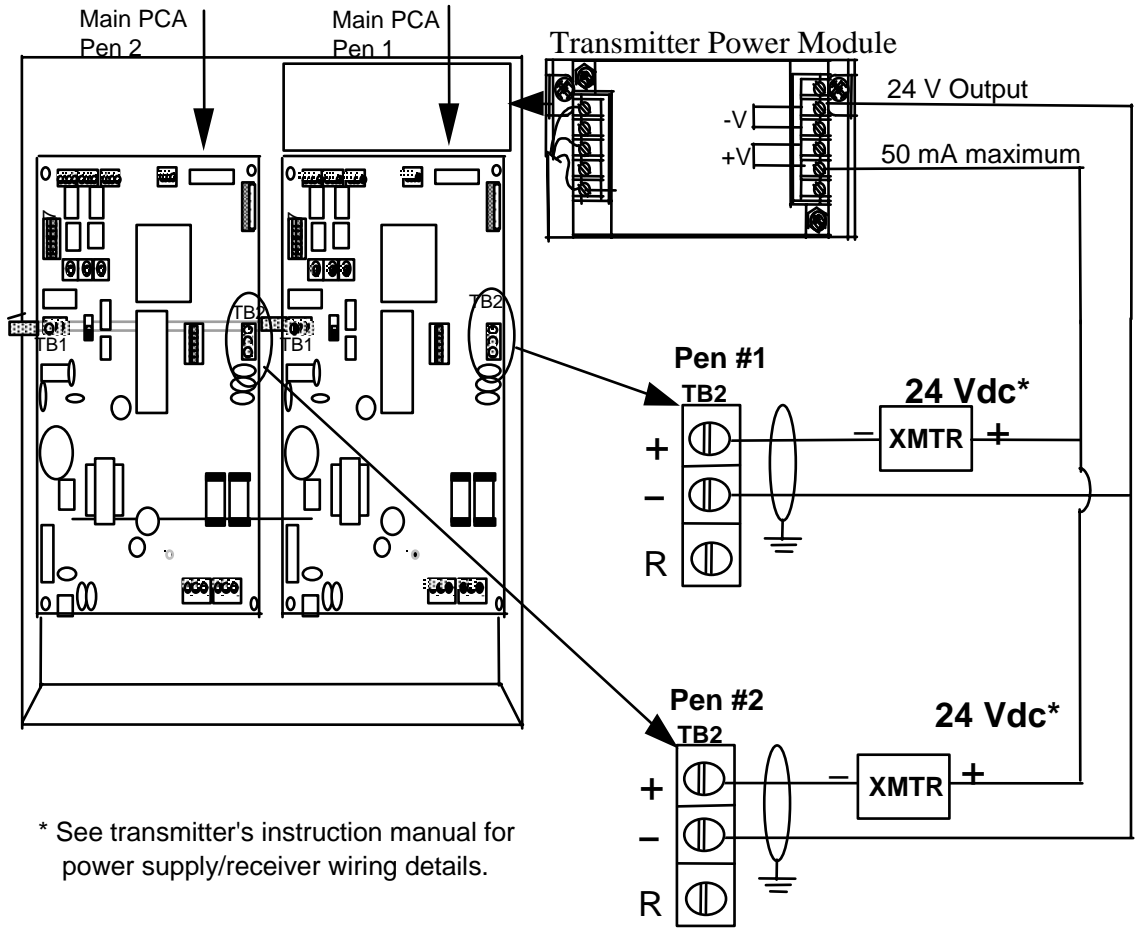 Main PCA
Pen 2
Main PCA
Pen 1
Transmitter Power Module
24 V Output
-V
+V
50 mA maximum
TB2
TB2
TB1
TB1
Pen #1
TB2
24 Vdc*
+
−
XMTR
+
−
R
Pen #2
TB2
24 Vdc*
+
−
XMTR
+
−
R
* See transmitter's instruction manual for
power supply/receiver wiring details.